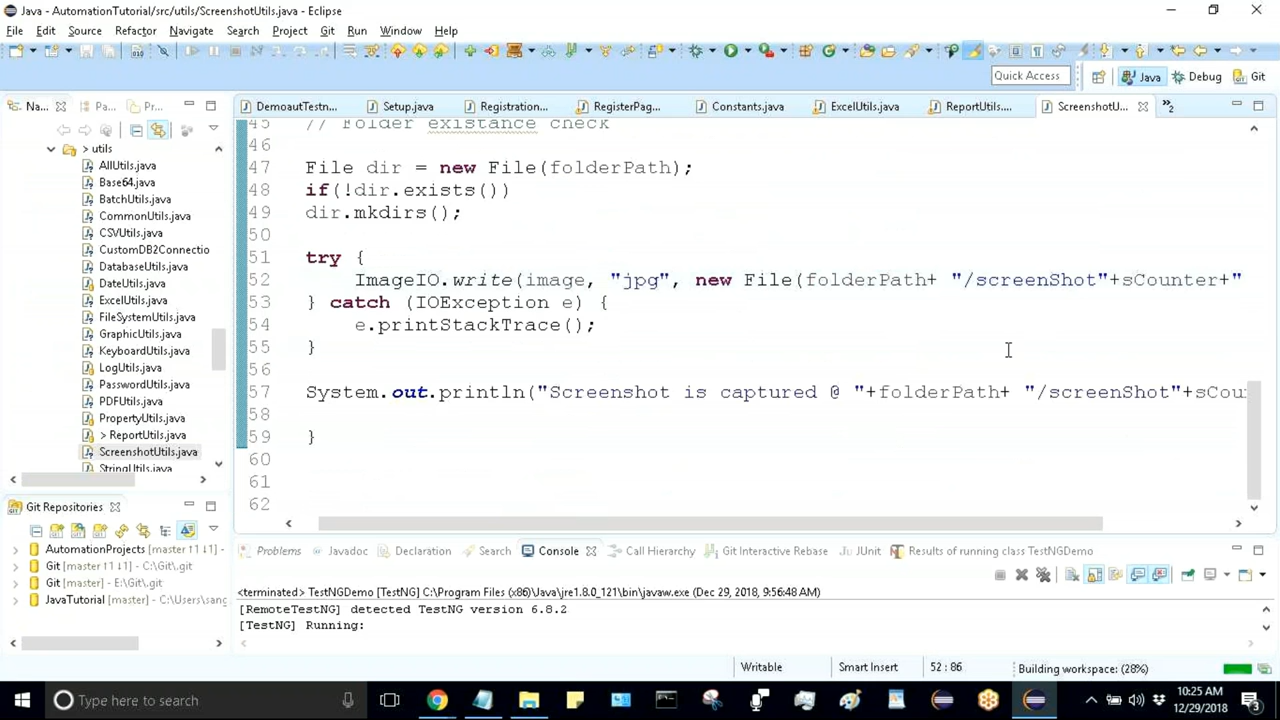 Java - AutomationTutorial/src/utils/ScreenshotUtils.java - Eclipse
File Edit Source Refactor Navigate Search Project Git Run Window Help
Quick Access
Java
Debug
Git
Na...
Pa...
Pr...
DemoautTestn...
Setup.java
Registration...
RegisterPag...
Constants.java
ExcelUtils.java
ReportUtils....
ScreenshotU...
> utils
AllUtils.java
Base64.java
BatchUtils.java
CommonUtils.java
CSVUtils.java
CustomDB2Connectio
DatabaseUtils.java
DateUtils.java
ExcelUtils.java
FileSystemUtils.java
GraphicUtils.java
KeyboardUtils.java
LogUtils.java
PasswordUtils.java
PDFUtils.java
PropertyUtils.java
> ReportUtils.java
ScreenshotUtils.java
StringUtils.java
45 // Folder existance check
46
47 File dir = new File(folderPath);
48 if(!dir.exists())
49 dir.mkdirs();
50
51 try {
52 ImageIO.write(image, "jpg", new File(folderPath+ "/screenShot"+sCounter+"
53 } catch (IOException e) {
54 e.printStackTrace();
55 }
56
57 System.out.println("Screenshot is captured @ "+folderPath+ "/screenShot"+sCou
58
59 }
60
61
62
Git Repositories
AutomationProjects [master ↑1 ↓1] -
Git [master ↑1 ↓1] - C:\Git\.git
Git [master] - E:\Git\.git
JavaTutorial [master] - C:\Users\sang
Problems
Javadoc
Declaration
Search
Console
Call Hierarchy
Git Interactive Rebase
JUnit
Results of running class TestNGDemo
<terminated> TestNGDemo [TestNG] C:\Program Files (x86)\Java\jre1.8.0_121\bin\javaw.exe (Dec 29, 2018, 9:56:48 AM)
[RemoteTestNG] detected TestNG version 6.8.2
[TestNG] Running:
Writable
Smart Insert
52 : 86
Building workspace: (28%)
Type here to search
10:25 AM
12/29/2018
3